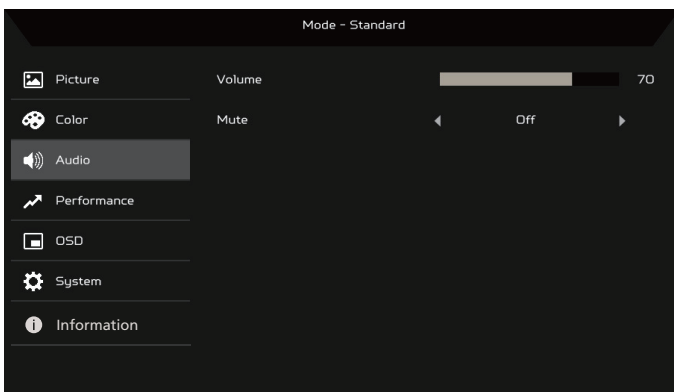 Mode - Standard
Picture
Volume 70
Color
Mute Off
Audio
Performance
OSD
System
Information